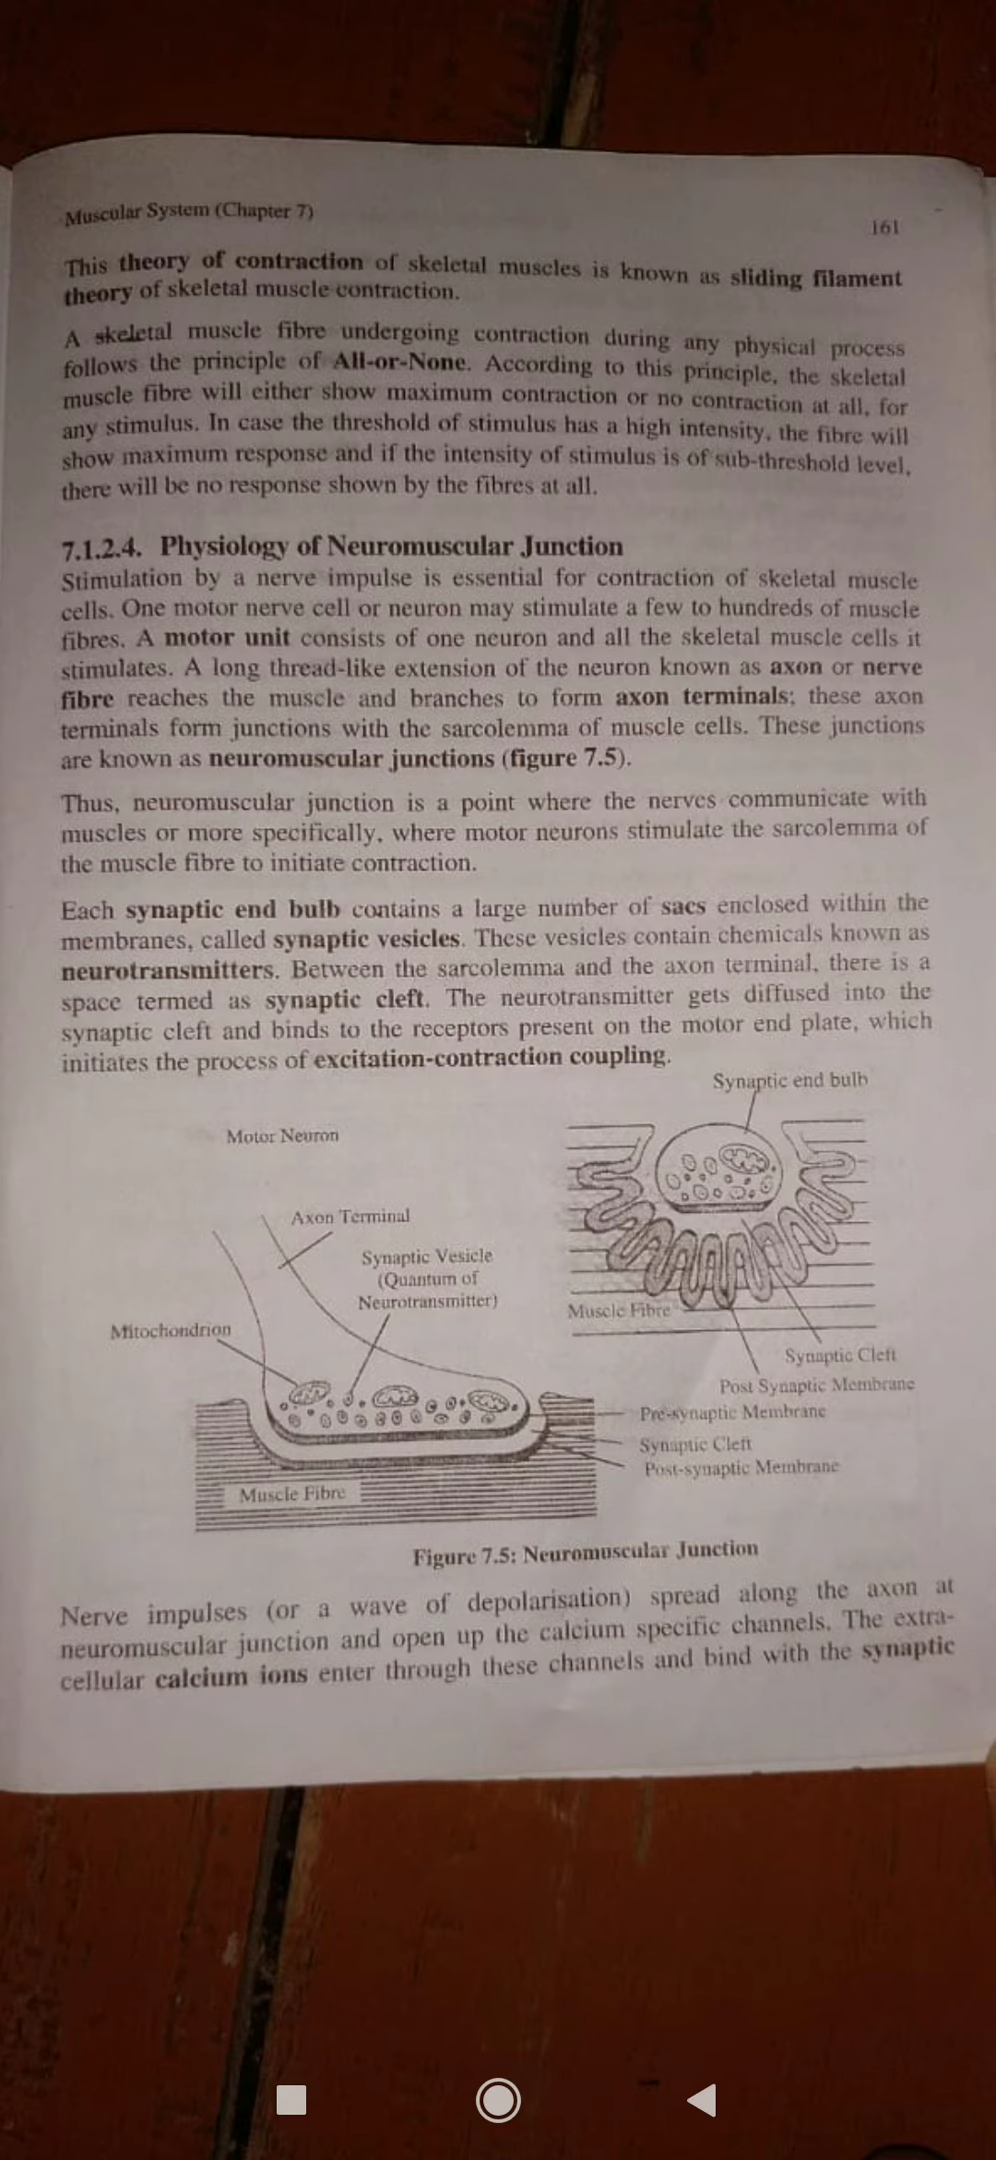 Muscular System (Chapter 7)
161
This theory of contraction of skeletal muscles is known as sliding filament
theory of skeletal muscle contraction.
A skeletal muscle fibre undergoing contraction during any physical process
follows the principle of All-or-None. According to this principle, the skeletal
muscle fibre will either show maximum contraction or no contraction at all, for
any stimulus. In case the threshold of stimulus has a high intensity, the fibre will
show maximum response and if the intensity of stimulus is of sub-threshold level,
there will be no response shown by the fibres at all.
7.1.2.4. Physiology of Neuromuscular Junction
Stimulation by a nerve impulse is essential for contraction of skeletal muscle
cells. One motor nerve cell or neuron may stimulate a few to hundreds of muscle
fibres. A motor unit consists of one neuron and all the skeletal muscle cells it
stimulates. A long thread-like extension of the neuron known as axon or nerve
fibre reaches the muscle and branches to form axon terminals; these axon
terminals form junctions with the sarcolemma of muscle cells. These junctions
are known as neuromuscular junctions (figure 7.5).
Thus, neuromuscular junction is a point where the nerves communicate with
muscles or more specifically, where motor neurons stimulate the sarcolemma of
the muscle fibre to initiate contraction.
Each synaptic end bulb contains a large number of sacs enclosed within the
membranes, called synaptic vesicles. These vesicles contain chemicals known as
neurotransmitters. Between the sarcolemma and the axon terminal, there is a
space termed as synaptic cleft. The neurotransmitter gets diffused into the
synaptic cleft and binds to the receptors present on the motor end plate, which
initiates the process of excitation-contraction coupling.
Synaptic end bulb
Motor Neuron
Axon Terminal
Synaptic Vesicle
(Quantum of
Neurotransmitter)
Mitochondrion
Muscle Fibre
Synaptic Cleft
Post Synaptic Membrane
Pre-synaptic Membrane
Synaptic Cleft
Post-synaptic Membrane
Muscle Fibre
Figure 7.5: Neuromuscular Junction
Nerve impulses (or a wave of depolarisation) spread along the axon at
neuromuscular junction and open up the calcium specific channels. The extra-
cellular calcium ions enter through these channels and bind with the synaptic